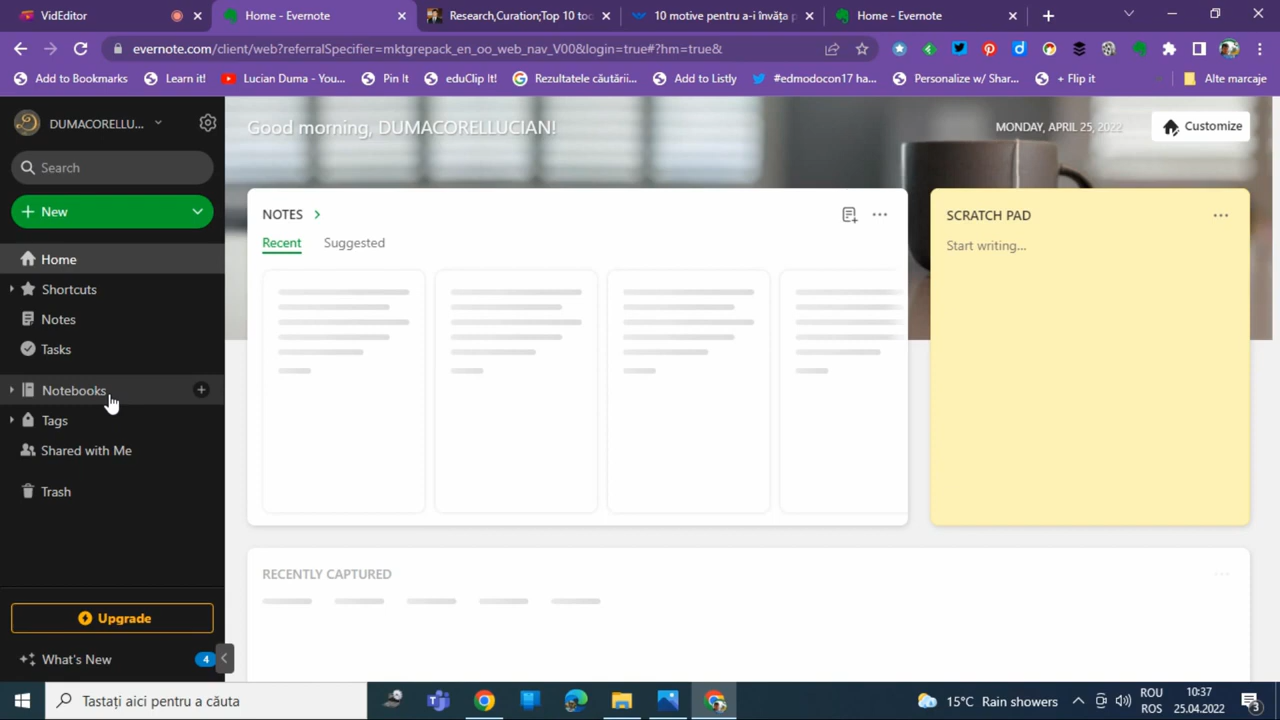 VidEditor
Home - Evernote
Research,Curation;Top 10 too
10 motive pentru a-i învăța p
Home - Evernote
evernote.com/client/web?referralSpecifier=mktgrepack_en_oo_web_nav_V00&login=true#?hm=true&
Add to Bookmarks
Learn it!
Lucian Duma - You...
Pin It
eduClip It!
Rezultatele căutării...
Add to Listly
#edmodocon17 ha...
Personalize w/ Shar...
+ Flip it
Alte marcaje
DUMACORELLU...
Search
New
Home
Shortcuts
Notes
Tasks
Notebooks
Tags
Shared with Me
Trash
Upgrade
What's New
4
Good morning, DUMACORELLUCIAN!
MONDAY, APRIL 25, 2022
Customize
NOTES
Recent
Suggested
SCRATCH PAD
Start writing...
RECENTLY CAPTURED
Tastați aici pentru a căuta
15°C Rain showers
ROU
ROS
10:37
25.04.2022
3